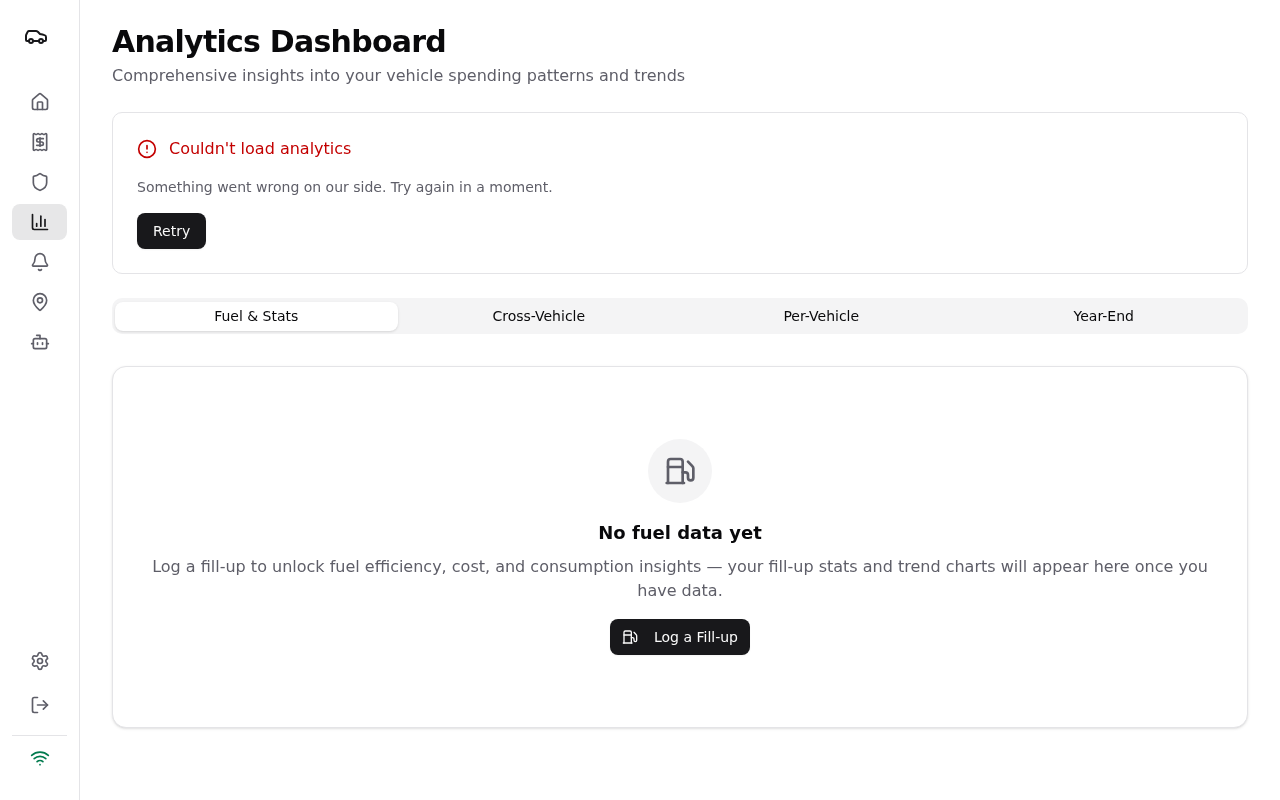 Analytics Dashboard
Comprehensive insights into your vehicle spending patterns and trends
Couldn't load analytics
Something went wrong on our side. Try again in a moment.
Retry
Fuel & Stats
Cross-Vehicle
Per-Vehicle
Year-End
No fuel data yet
Log a fill-up to unlock fuel efficiency, cost, and consumption insights — your fill-up stats and trend charts will appear here once you
have data.
Log a Fill-up